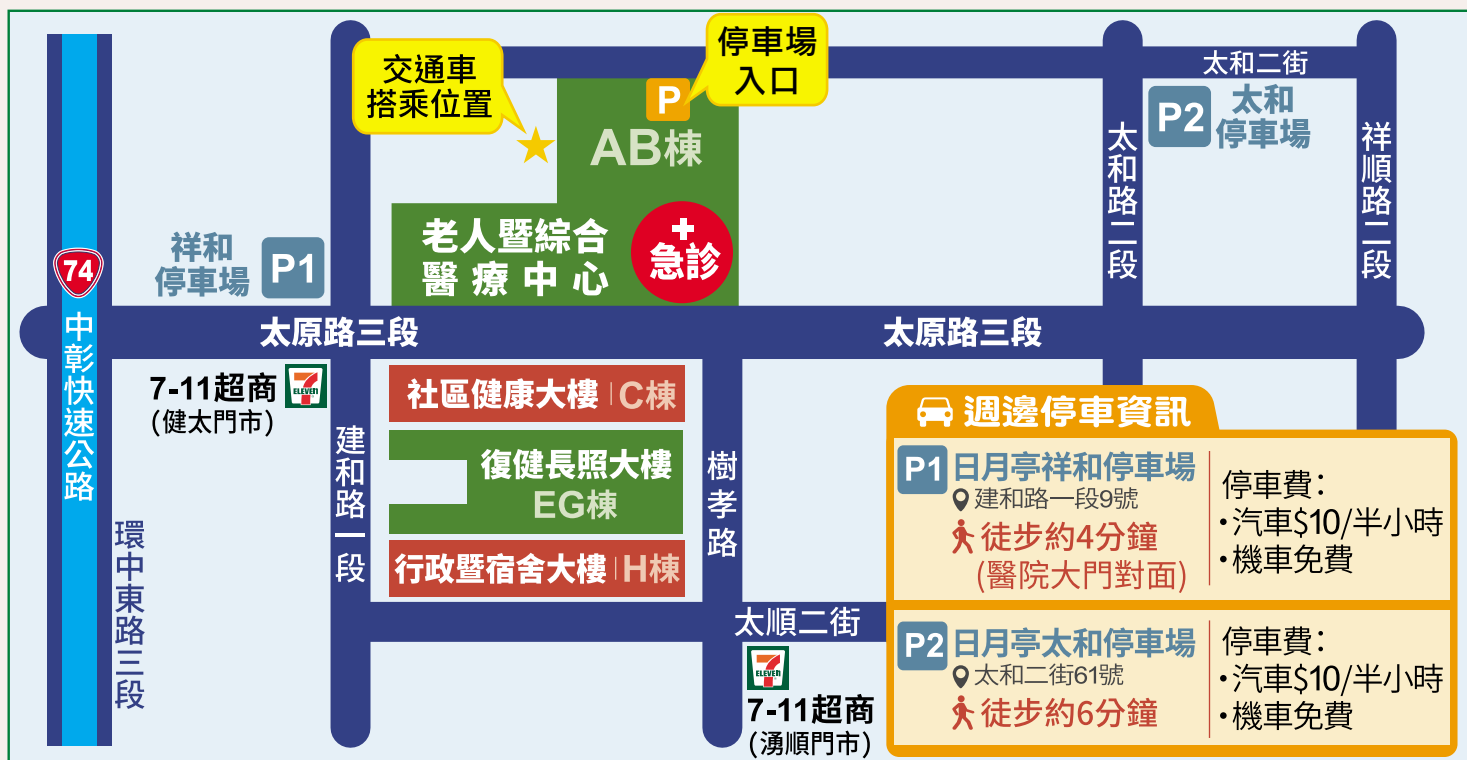 停車場
入口
交通車
搭乘位置
P
AB棟
太和二街
P2
太和
停車場
太和路二段
祥順路二段
老人暨綜合
醫療中心
急診
祥和
停車場
P1
74
中彰快速公路
太原路三段
太原路三段
7-11超商
(健太門市)
7
ELEVEn
社區健康大樓
C棟
復健長照大樓
EG棟
行政暨宿舍大樓
H棟
建和路一段
樹孝路
環中東路三段
太順二街
7
ELEVEn
7-11超商
(湧順門市)
週邊停車資訊
P1
日月亭祥和停車場
建和路一段9號
徒步約4分鐘
(醫院大門對面)
停車費：
·汽車$10/半小時
·機車免費
P2
日月亭太和停車場
太和二街61號
徒步約6分鐘
停車費：
·汽車$10/半小時
·機車免費